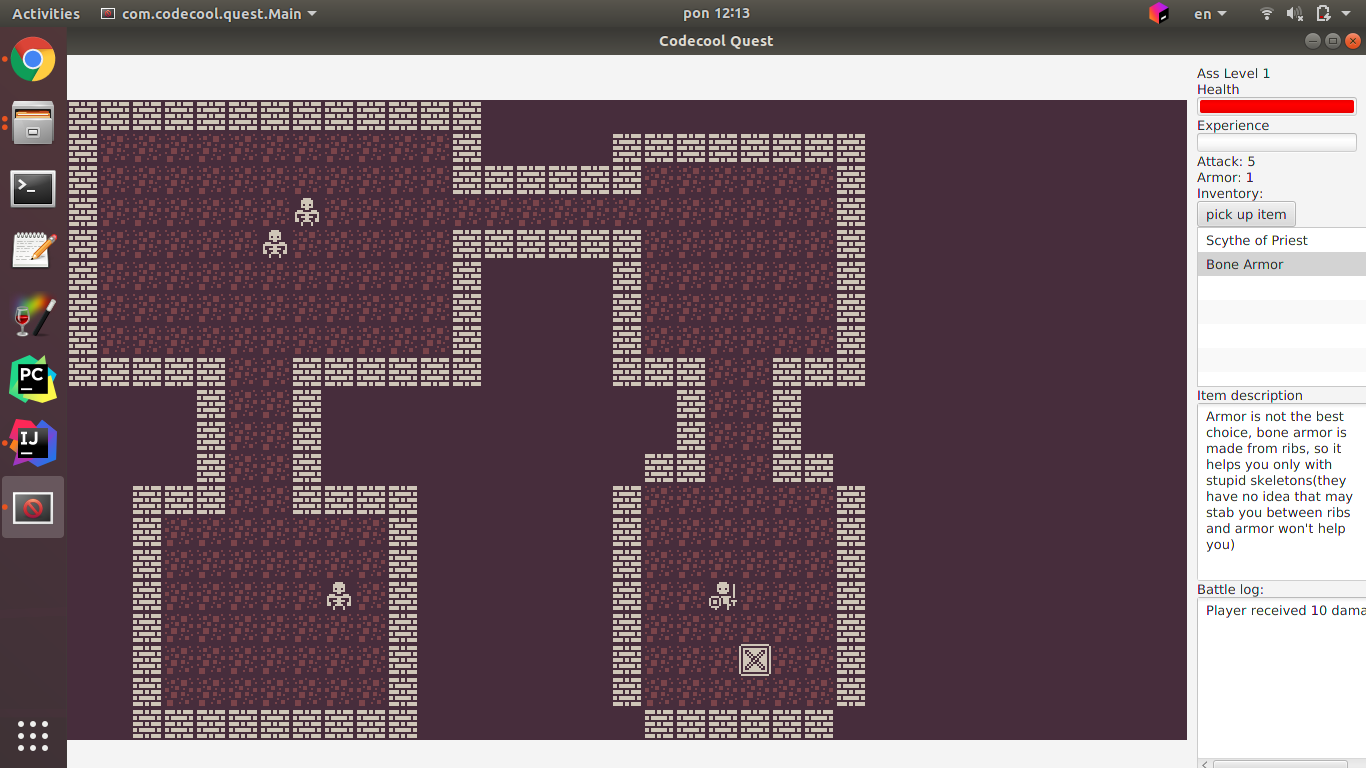 Activities
com.codecool.quest.Main
pon 12:13
en
Codecool Quest
PC
IJ
Ass Level 1
Health
Experience
Attack: 5
Armor: 1
Inventory:
pick up item
Scythe of Priest
Bone Armor
Item description
Armor is not the best
choice, bone armor is
made from ribs, so it
helps you only with
stupid skeletons(they
have no idea that may
stab you between ribs
and armor won't help
you)
Battle log:
Player received 10 dama